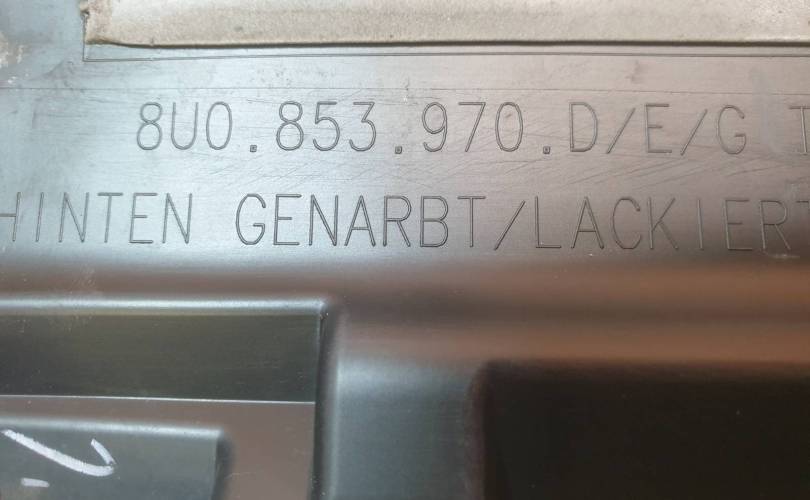 8U0.853.970.D/E/G T
HINTEN GENARBT/LACKIERT